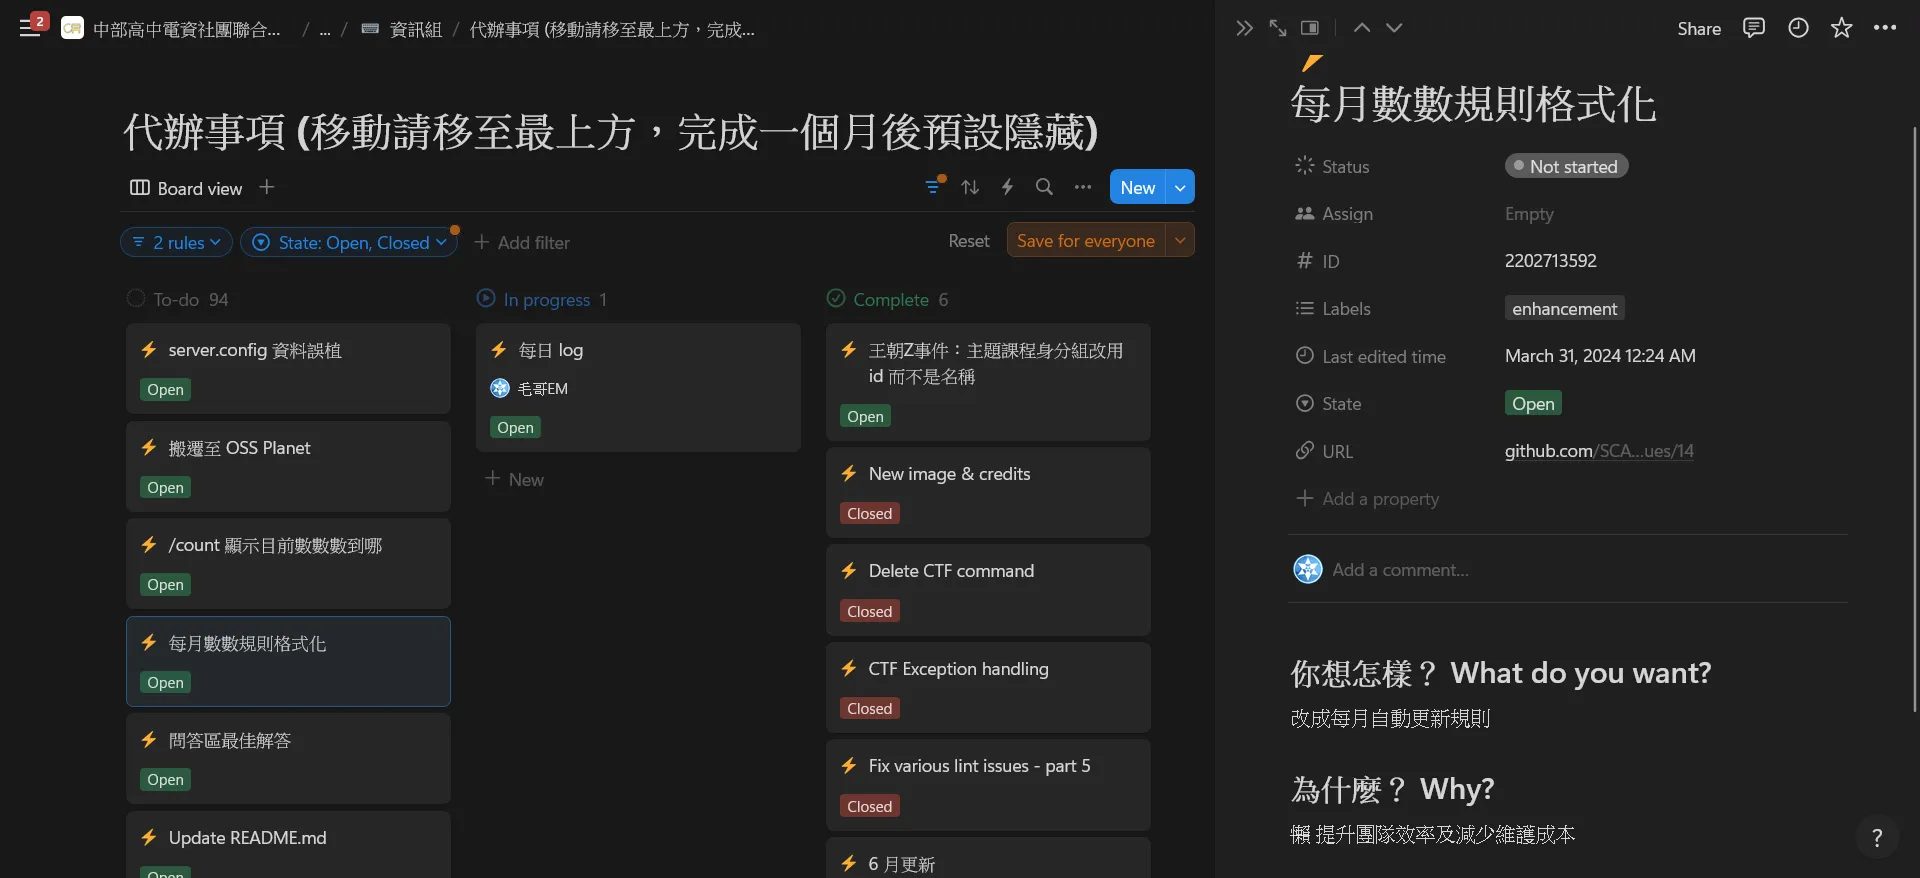 2
中部高中電資社團聯合... / ... / 資訊組 / 代辦事項 (移動請移至最上方，完成...
代辦事項 (移動請移至最上方，完成一個月後預設隱藏)
Board view
New
2 rules
State: Open, Closed
Add filter
Reset
Save for everyone
To-do 94
server.config 資料誤植
Open
搬遷至 OSS Planet
Open
/count 顯示目前數數數到哪
Open
每月數數規則格式化
Open
問答區最佳解答
Open
Update README.md
Open
In progress 1
每日 log
毛哥EM
Open
New
Complete 6
王朝Z事件：主題課程身分組改用
id 而不是名稱
Open
New image & credits
Closed
Delete CTF command
Closed
CTF Exception handling
Closed
Fix various lint issues - part 5
Closed
6 月更新
Share
每月數數規則格式化
Status Not started
Assign Empty
ID 2202713592
Labels enhancement
Last edited time March 31, 2024 12:24 AM
State Open
URL github.com/SCA...ues/14
Add a property
Add a comment...
你想怎樣？ What do you want?
改成每月自動更新規則
為什麼？ Why?
懶 提升團隊效率及減少維護成本
?